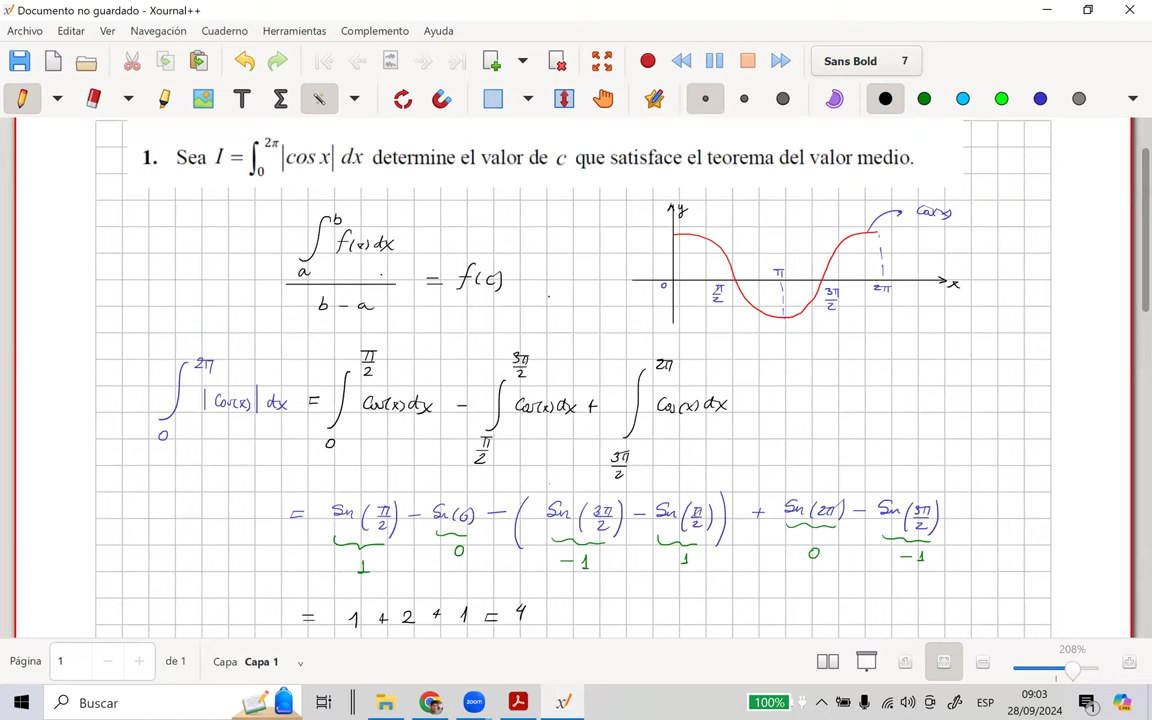 Documento no guardado - Xournal++
Archivo Editar Ver Navegación Cuaderno Herramientas Complemento Ayuda
Sans Bold 7
1. Sea I = ∫₀^{2π} |cos x| dx determine el valor de c que satisface el teorema del valor medio.
y
Cos(x)
0 π/2 π 3π/2 2π x
∫_a^b f(x) dx / (b - a) = f(c)
∫₀^{2π} |Cos(x)| dx = ∫₀^{π/2} Cos(x) dx - ∫_{π/2}^{3π/2} Cos(x) dx + ∫_{3π/2}^{2π} Cos(x) dx
= Sn(π/2) - Sn(0) - (Sn(3π/2) - Sn(π/2)) + Sn(2π) - Sn(3π/2)
1 0 -1 1 0 -1
= 1 + 2 + 1 = 4
Página 1 de 1 Capa Capa 1 208%
Buscar 100% ESP 09:03
28/09/2024 1